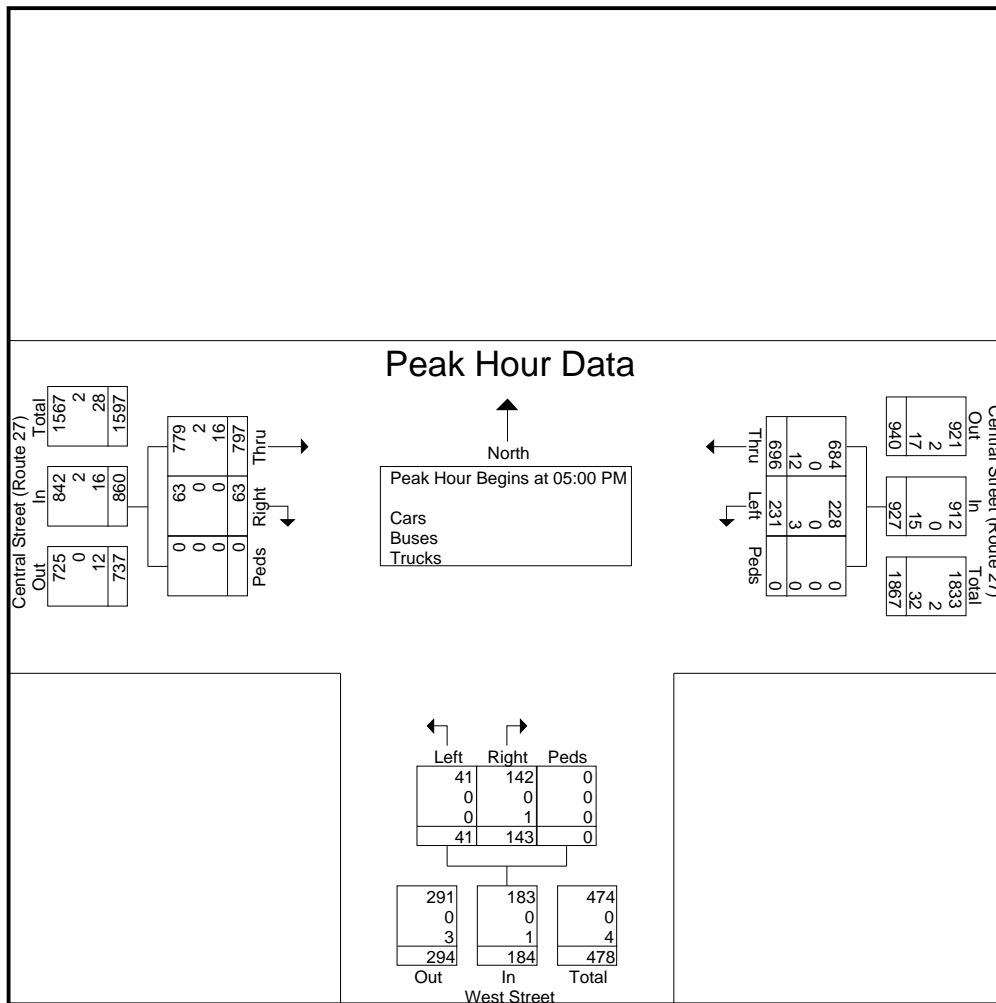 Peak Hour Data
North
Peak Hour Begins at 05:00 PM
Cars
Buses
Trucks
Central Street (Route 27)
Total
1567
2
28
1597
In
842
2
16
860
Out
725
0
12
737
Thru
779
2
16
797
Right
63
0
0
63
Peds
0
0
0
0
Central Street (Route 27)
Out
921
2
17
940
In
912
0
15
927
Total
1833
2
32
1867
Thru
684
0
12
696
Left
228
0
3
231
Peds
0
0
0
0
Left Right Peds
41 142 0
0 0 0
0 1 0
41 143 0
291 183 474
0 0 0
3 1 4
294 184 478
Out In Total
West Street